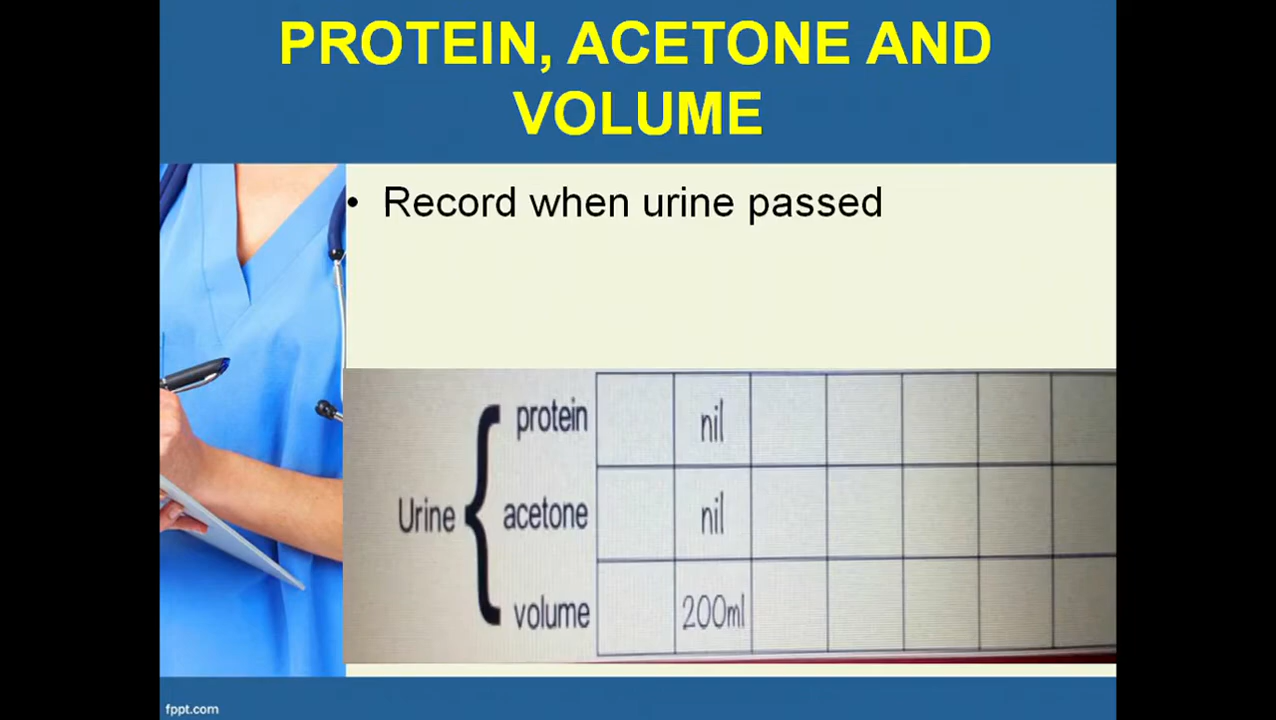 PROTEIN, ACETONE AND
VOLUME
• Record when urine passed
protein nil
Urine { acetone nil
volume 200ml
fppt.com